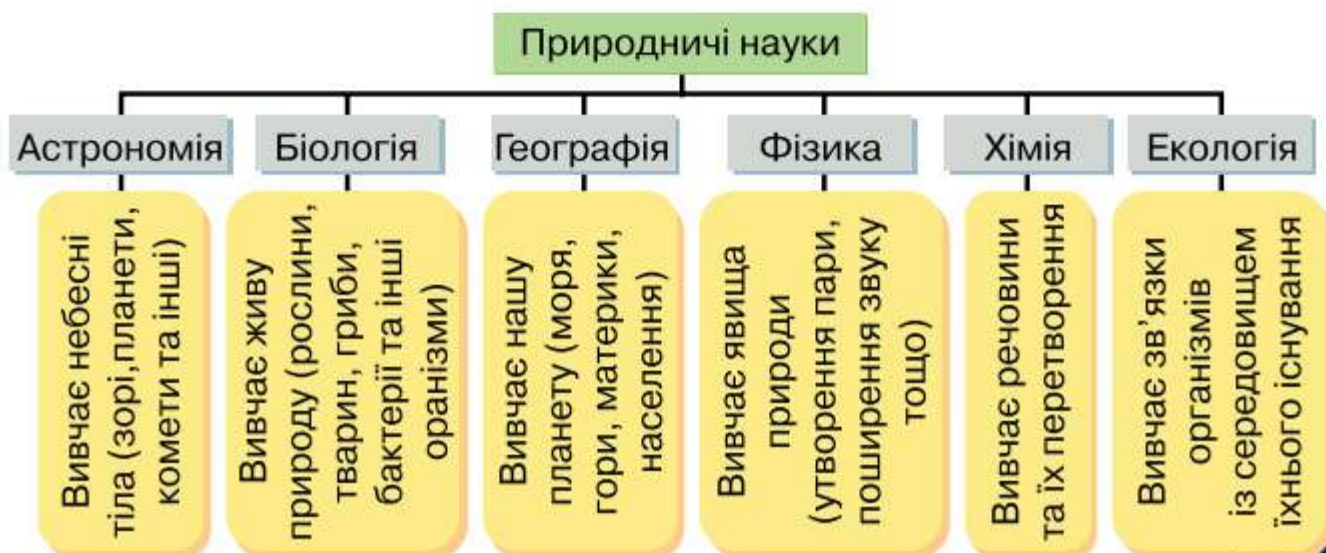 Природничі науки
Астрономія
Біологія
Географія
Фізика
Хімія
Екологія
Вивчає небесні
тіла (зорі,планети,
комети та інші)
Вивчає живу
природу (рослини,
тварин, гриби,
бактерії та інші
оранізми)
Вивчає нашу
планету (моря,
гори, материки,
населення)
Вивчає явища
природи
(утворення пари,
поширення звуку
тощо)
Вивчає речовини
та їх перетворення
Вивчає зв’язки
організмів
із середовищем
їхнього існування